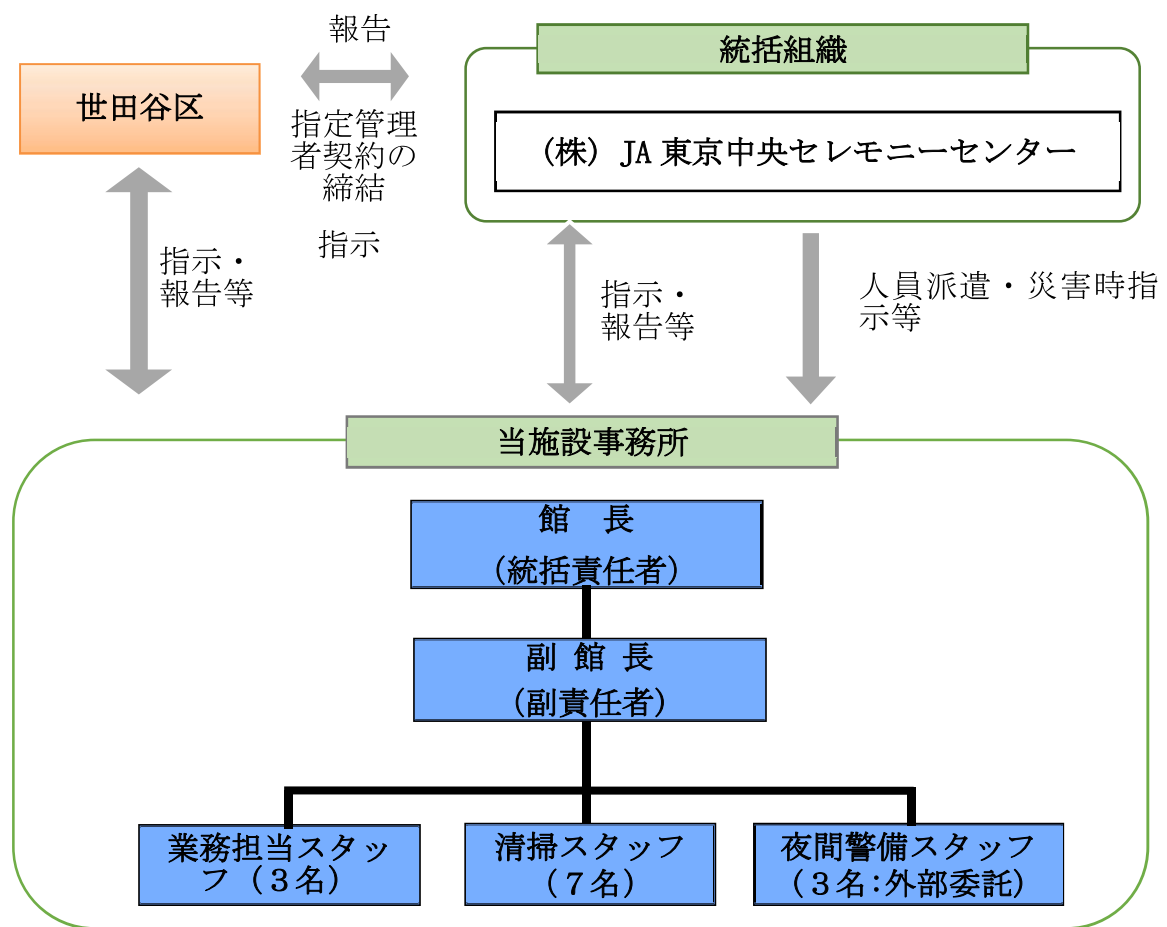 報告
統括組織
世田谷区
指定管理
者契約の
締結
(株) JA 東京中央セレモニーセンター
指示
指示・
報告等
指示・
報告等
人員派遣・災害時指
示等
当施設事務所
館　長
(統括責任者)
副 館 長
(副責任者)
業務担当スタッ
フ（３名）
清掃スタッフ
（７名）
夜間警備スタッフ
（３名：外部委託）